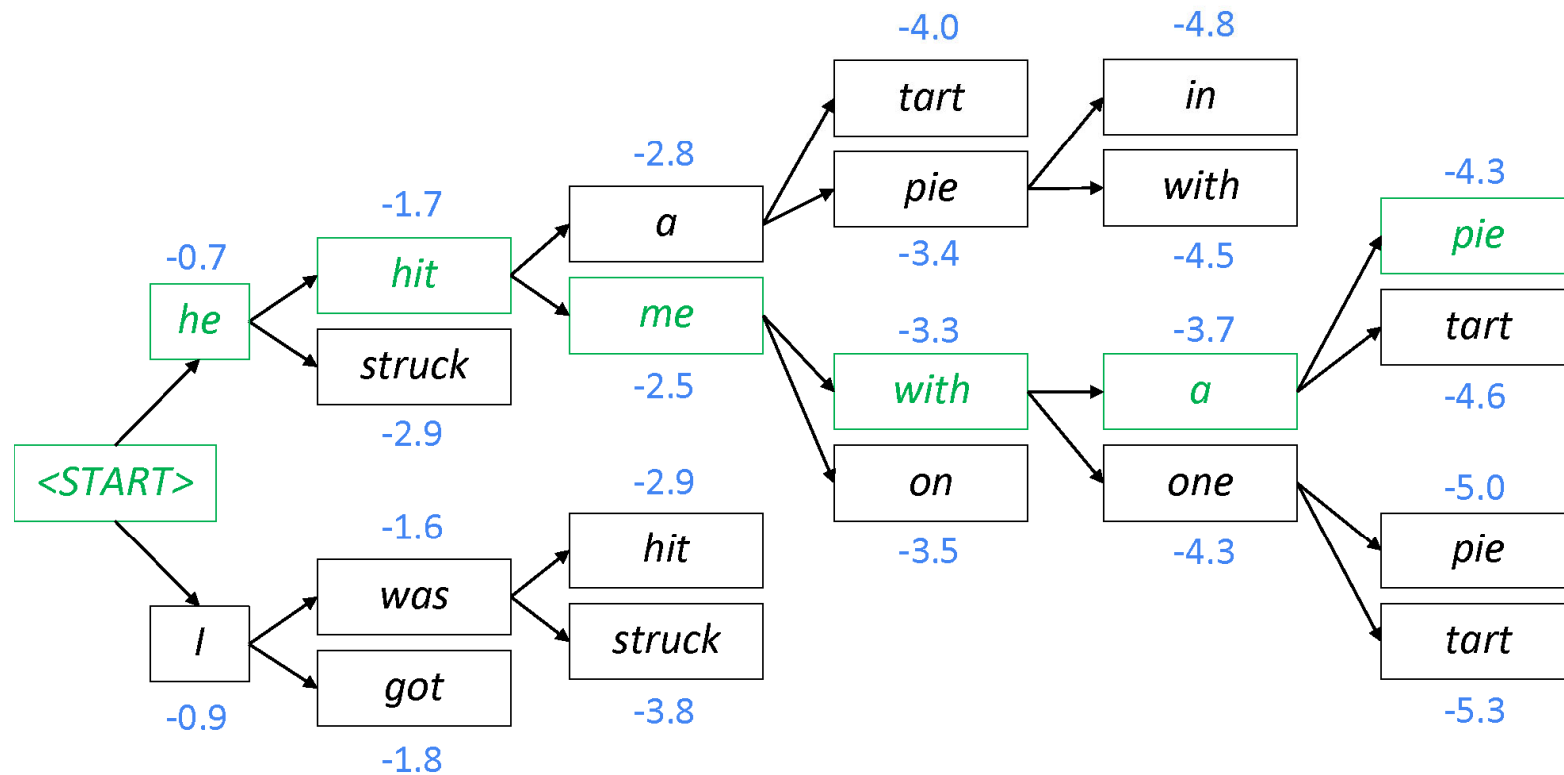 -4.0
-4.8
tart
in
-2.8
-4.3
-1.7
pie
with
a
pie
-0.7
-3.4
-4.5
hit
he
me
-3.3
-3.7
tart
struck
-2.5
with
a
-4.6
-2.9
<START>
-2.9
on
one
-5.0
-1.6
hit
-3.5
-4.3
pie
was
I
struck
tart
got
-0.9
-3.8
-5.3
-1.8